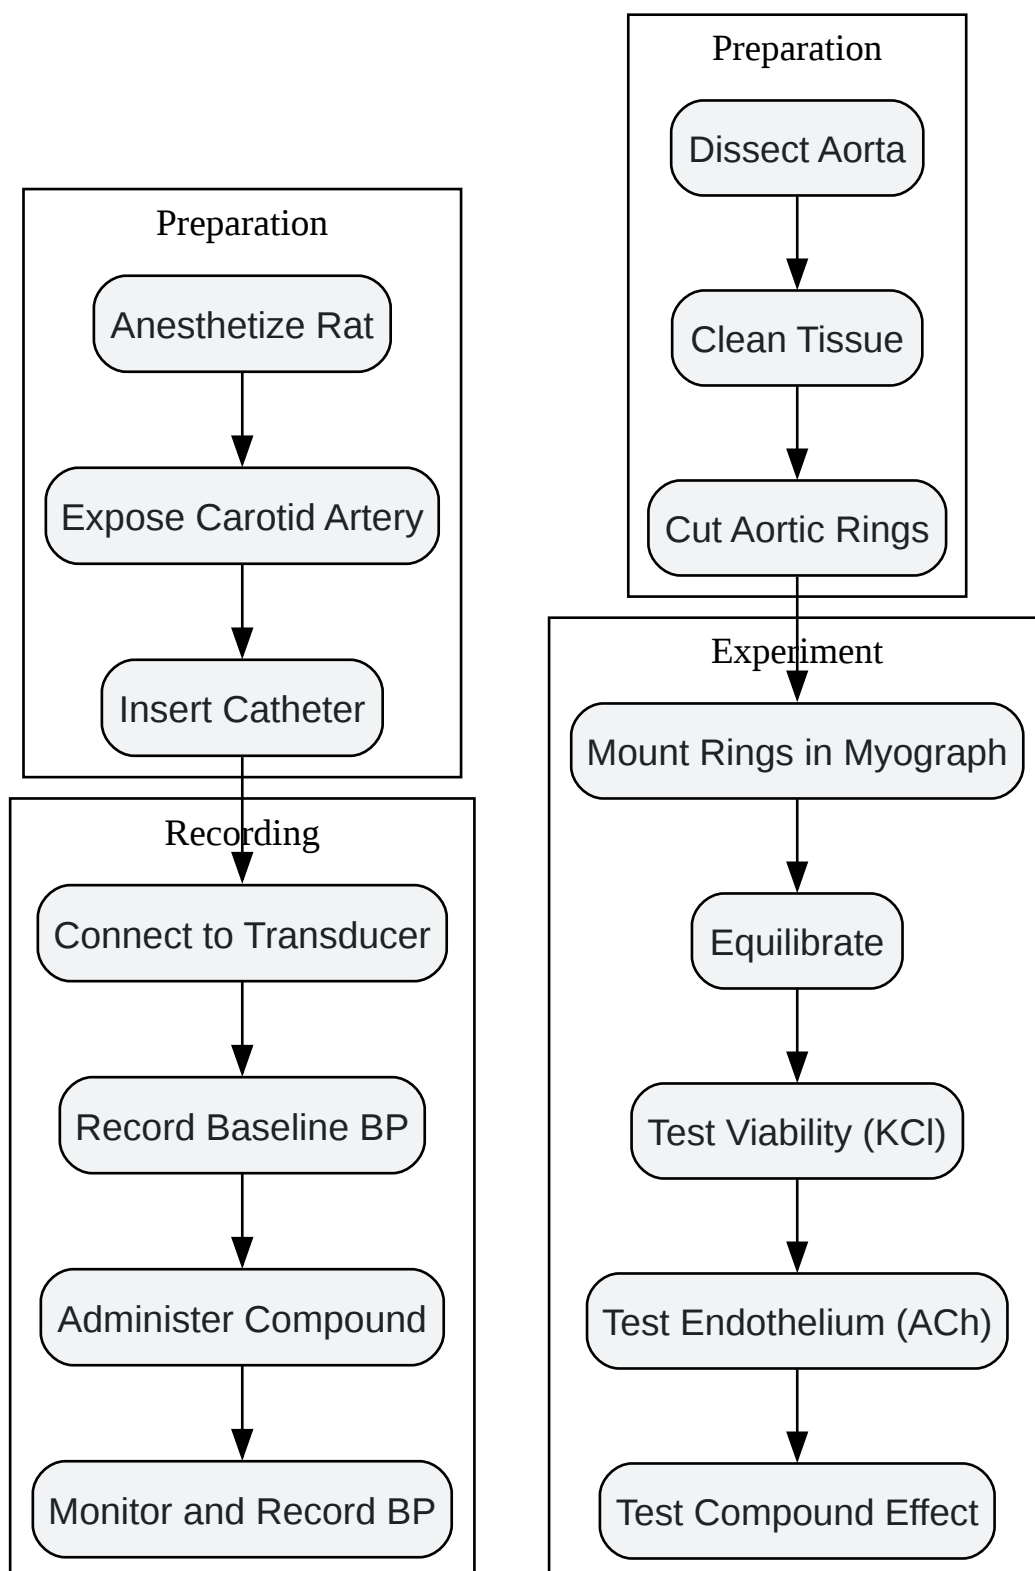 Preparation
Anesthetize Rat
Expose Carotid Artery
Insert Catheter
Recording
Connect to Transducer
Record Baseline BP
Administer Compound
Monitor and Record BP
Preparation
Dissect Aorta
Clean Tissue
Cut Aortic Rings
Experiment
Mount Rings in Myograph
Equilibrate
Test Viability (KCl)
Test Endothelium (ACh)
Test Compound Effect